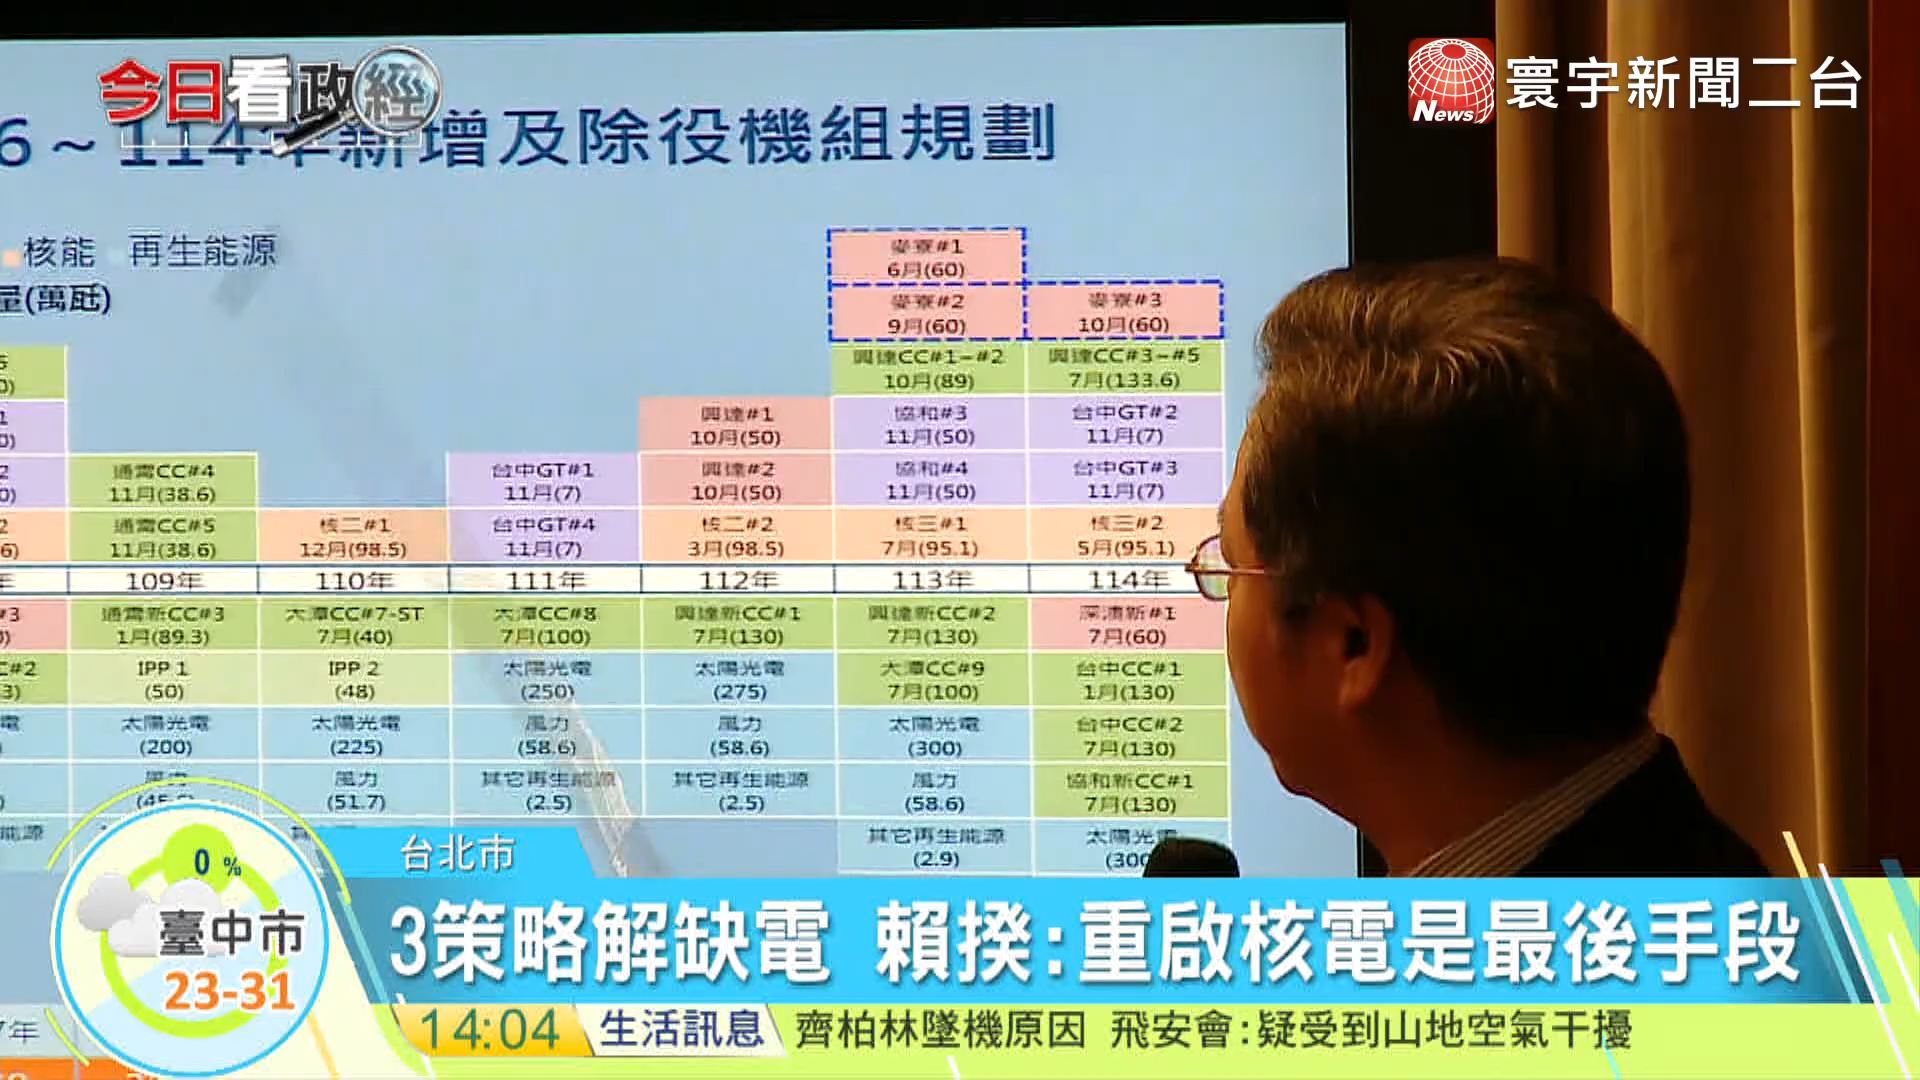 今日看政經
News 寰宇新聞二台
6～114年新增及除役機組規劃
核能 再生能源
量(萬瓩)
麥寮#1
6月(60)
麥寮#2 麥寮#3
9月(60) 10月(60)
興達CC#1~#2 興達CC#3~#5
10月(89) 7月(133.6)
興達#1 協和#3 台中GT#2
10月(50) 11月(50) 11月(7)
通霄CC#4 台中GT#1 興達#2 協和#4 台中GT#3
11月(38.6) 11月(7) 10月(50) 11月(50) 11月(7)
通霄CC#5 核二#1 台中GT#4 核二#2 核三#1 核三#2
11月(38.6) 12月(98.5) 11月(7) 3月(98.5) 7月(95.1) 5月(95.1)
109年 110年 111年 112年 113年 114年
通霄新CC#3 大潭CC#7-ST 大潭CC#8 興達新CC#1 興達新CC#2 深澳新#1
1月(89.3) 7月(40) 7月(100) 7月(130) 7月(130) 7月(60)
IPP 1 IPP 2 太陽光電 太陽光電 大潭CC#9 台中CC#1
(50) (48) (250) (275) 7月(100) 1月(130)
太陽光電 太陽光電 風力 風力 太陽光電 台中CC#2
(200) (225) (58.6) (58.6) (300) 7月(130)
風力 風力 其它再生能源 其它再生能源 風力 協和新CC#1
(51.7) (2.5) (2.5) (58.6) 7月(130)
其它再生能源 太陽光電
(2.9) (300
0 %
臺中市
23-31
台北市
3策略解缺電 賴揆:重啟核電是最後手段
14:04 生活訊息 齊柏林墜機原因 飛安會:疑受到山地空氣干擾